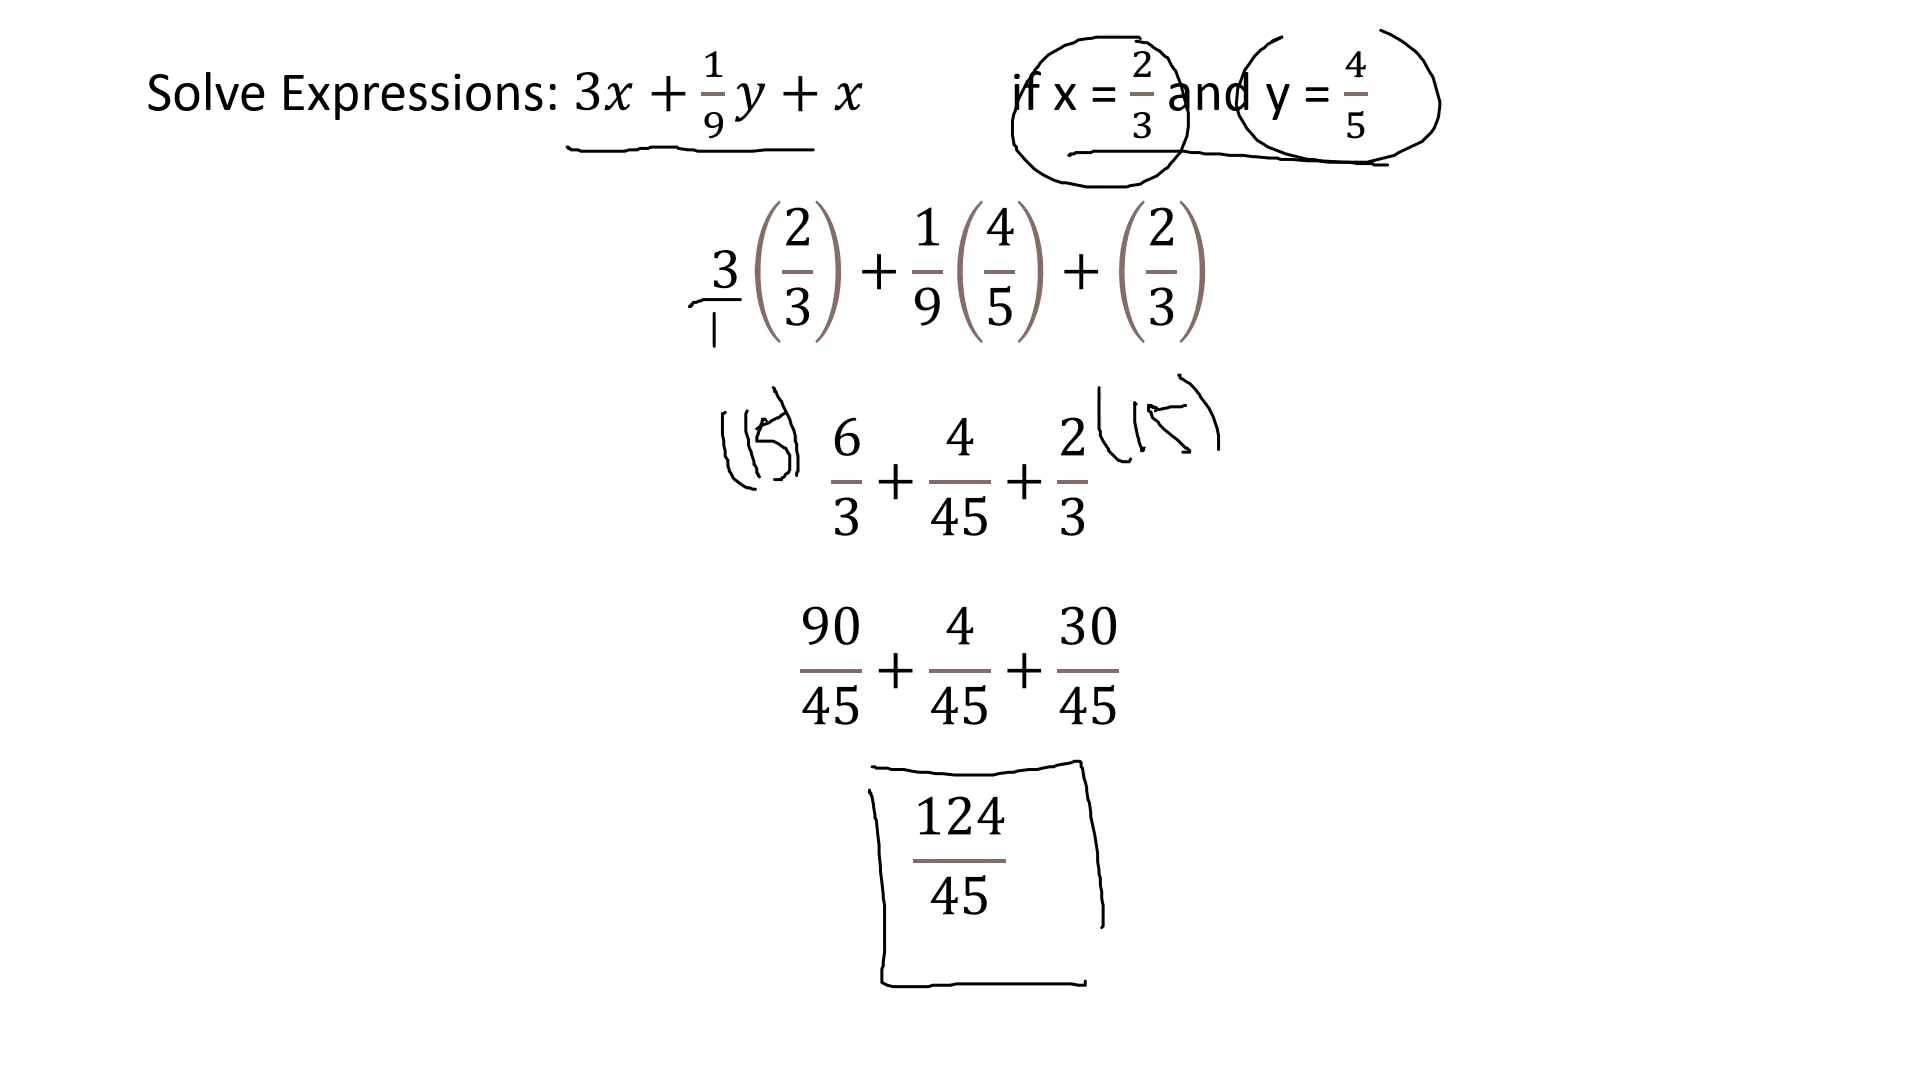 Solve Expressions: 3x + 1/9 y + x if x = 2/3 and y = 4/5
3/1 (2/3) + 1/9 (4/5) + (2/3)
(15) 6/3 + 4/45 + 2/3 (15)
90/45 + 4/45 + 30/45
124/45